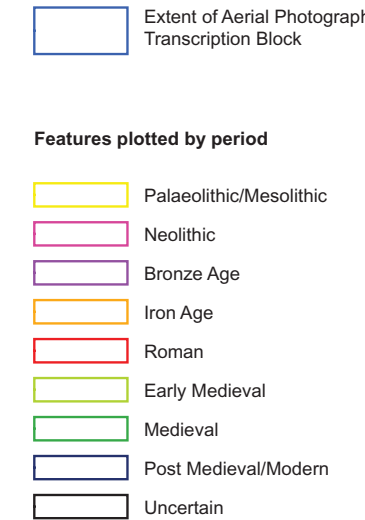 Extent of Aerial Photograph
Transcription Block
Features plotted by period
Palaeolithic/Mesolithic
Neolithic
Bronze Age
Iron Age
Roman
Early Medieval
Medieval
Post Medieval/Modern
Uncertain